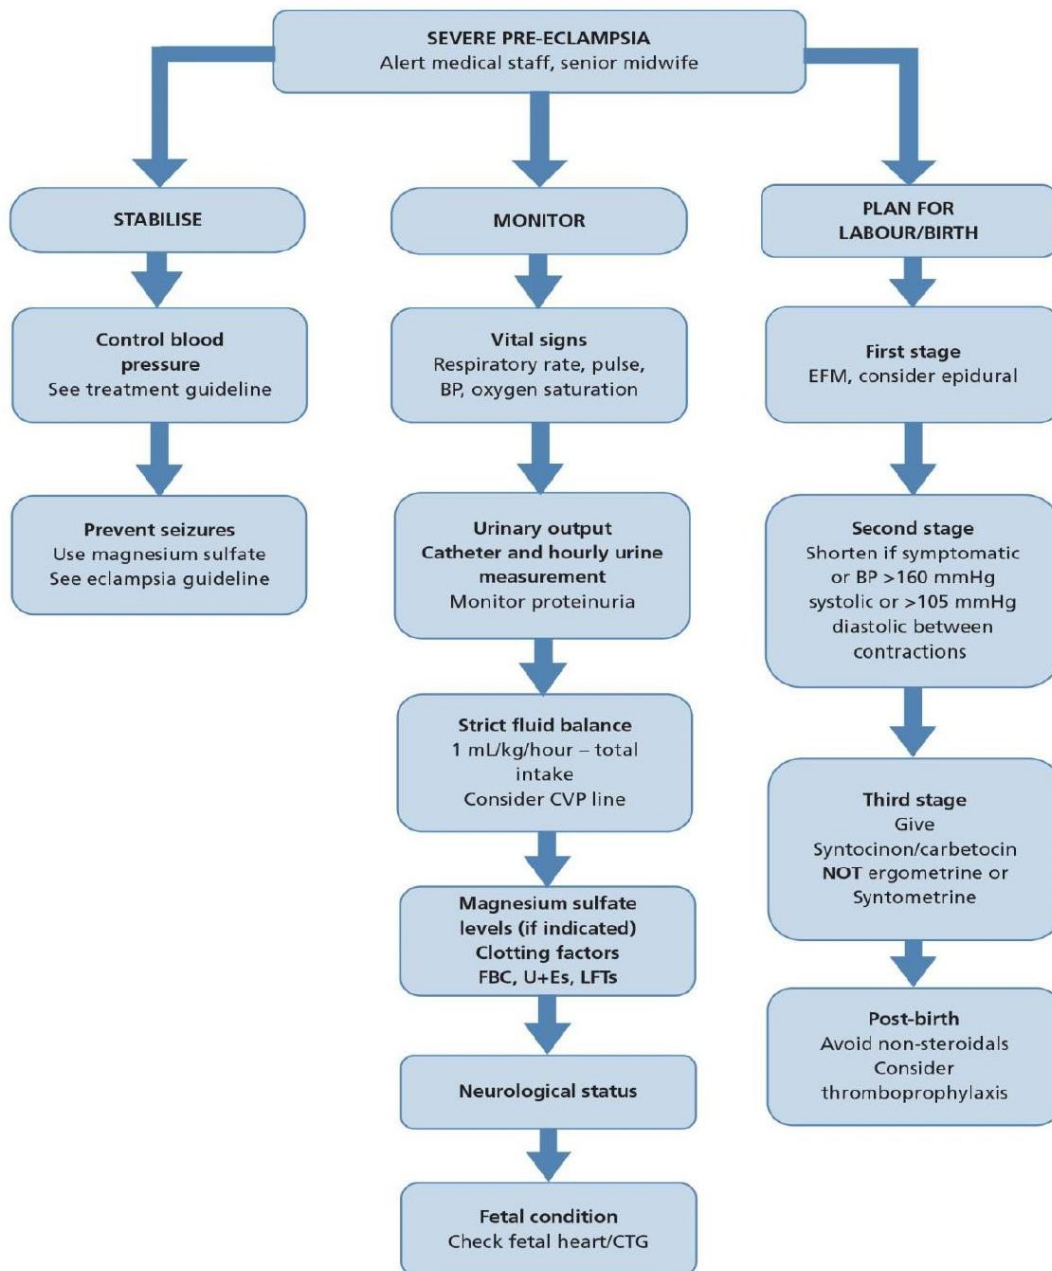 SEVERE PRE-ECLAMPSIA
Alert medical staff, senior midwife
STABILISE
Control blood
pressure
See treatment guideline
Prevent seizures
Use magnesium sulfate
See eclampsia guideline
MONITOR
Vital signs
Respiratory rate, pulse,
BP, oxygen saturation
Urinary output
Catheter and hourly urine
measurement
Monitor proteinuria
Strict fluid balance
1 mL/kg/hour – total
intake
Consider CVP line
Magnesium sulfate
levels (if indicated)
Clotting factors
FBC, U+Es, LFTs
Neurological status
Fetal condition
Check fetal heart/CTG
PLAN FOR
LABOUR/BIRTH
First stage
EFM, consider epidural
Second stage
Shorten if symptomatic
or BP >160 mmHg
systolic or >105 mmHg
diastolic between
contractions
Third stage
Give
Syntocinon/carbetocin
NOT ergometrine or
Syntometrine
Post-birth
Avoid non-steroidals
Consider
thromboprophylaxis